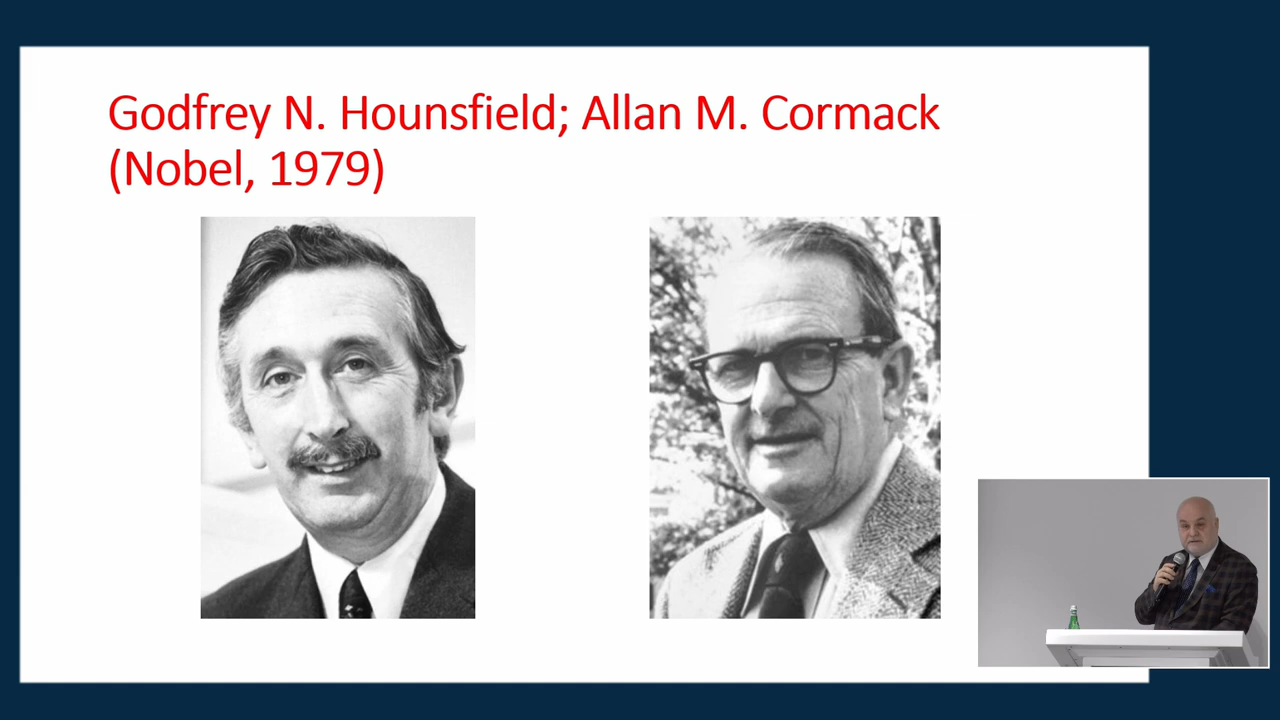 Godfrey N. Hounsfield; Allan M. Cormack
(Nobel, 1979)